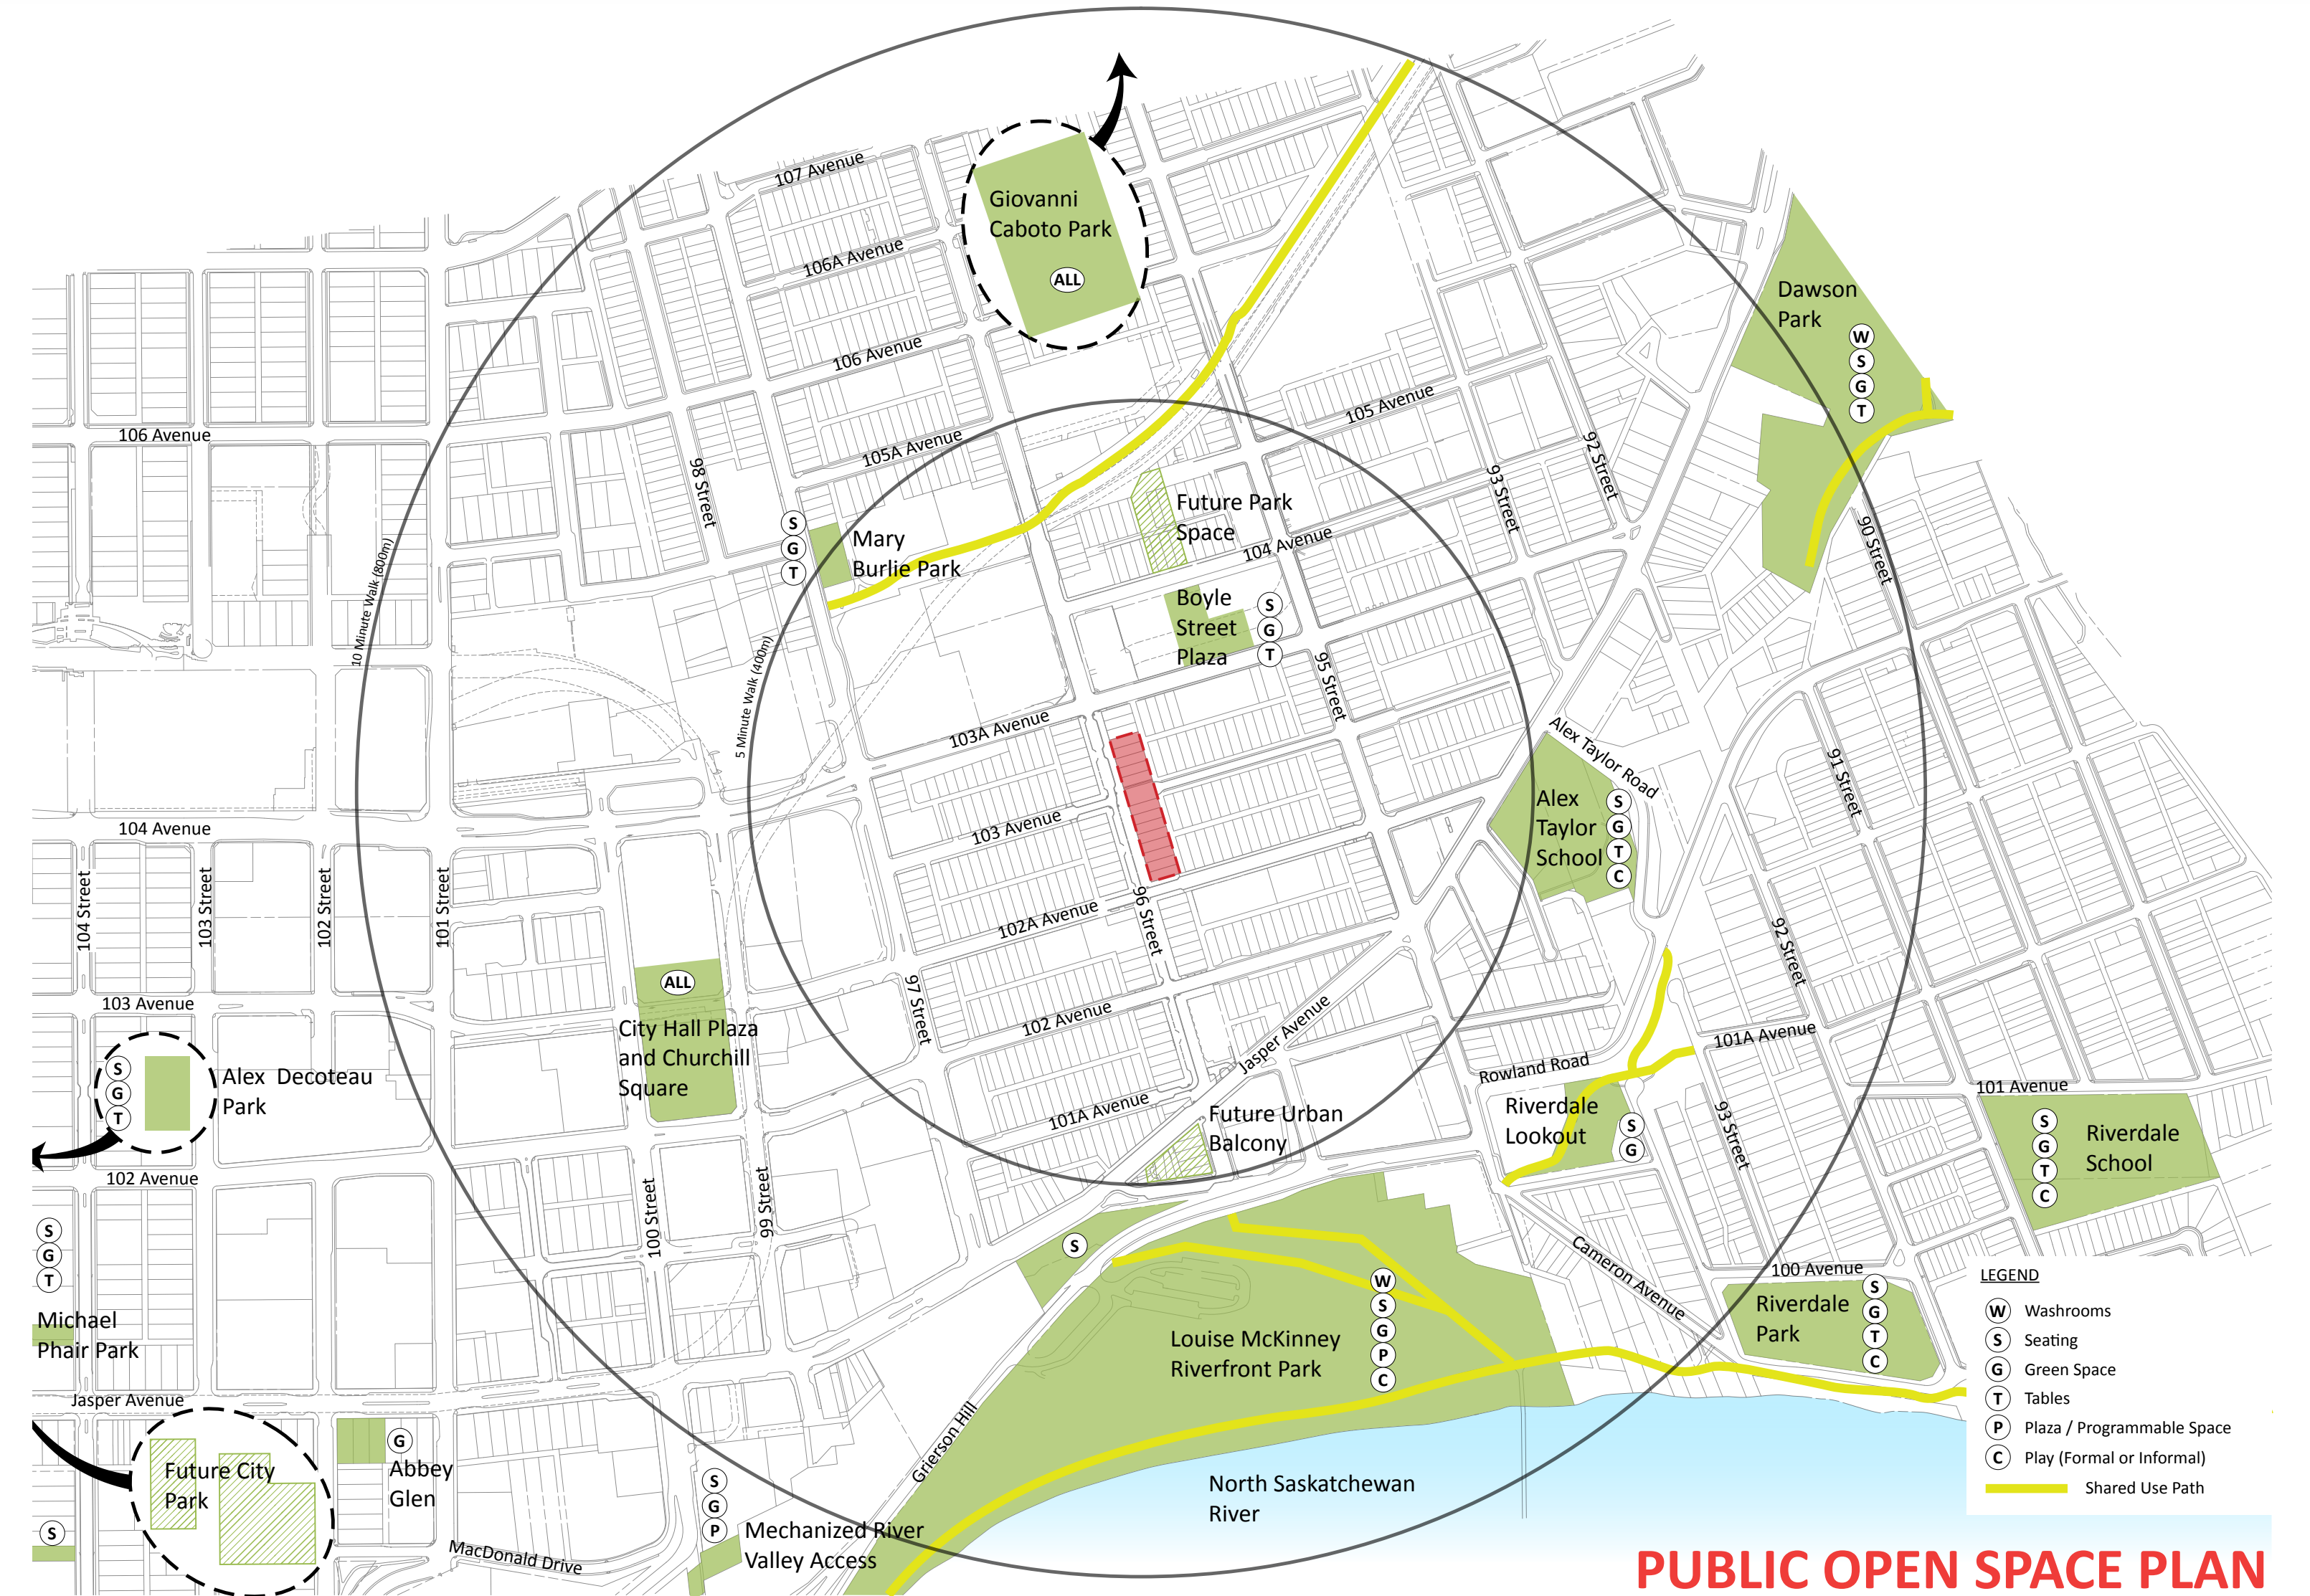 107 Avenue
Giovanni
Caboto Park
ALL
106A Avenue
106 Avenue
Dawson
Park
W
S
G
T
105 Avenue
106 Avenue
105A Avenue
98 Street
93 Street
92 Street
90 Street
Future Park
Space
104 Avenue
S
G
T
Mary
Burlie Park
10 Minute Walk (800m)
5 Minute Walk (400m)
Boyle
Street
Plaza
S
G
T
95 Street
103A Avenue
Alex Taylor Road
Alex
Taylor
School
S
G
T
C
91 Street
104 Avenue
103 Avenue
104 Street
103 Street
102 Street
101 Street
102A Avenue
96 Street
92 Street
ALL
City Hall Plaza
and Churchill
Square
97 Street
103 Avenue
102 Avenue
Jasper Avenue
101A Avenue
Rowland Road
S
G
T
Alex Decoteau
Park
101A Avenue
Future Urban
Balcony
Riverdale
Lookout
S
G
93 Street
101 Avenue
S
G
T
C
Riverdale
School
102 Avenue
100 Street
99 Street
S
G
T
Michael
Phair Park
S
Cameron Avenue
100 Avenue
Riverdale
Park
S
G
T
C
W
S
G
P
C
Louise McKinney
Riverfront Park
Jasper Avenue
Grierson Hill
Future City
Park
G
Abbey
Glen
S
S
G
P
Mechanized River
Valley Access
MacDonald Drive
North Saskatchewan
River
LEGEND
W Washrooms
S Seating
G Green Space
T Tables
P Plaza / Programmable Space
C Play (Formal or Informal)
Shared Use Path
PUBLIC OPEN SPACE PLAN